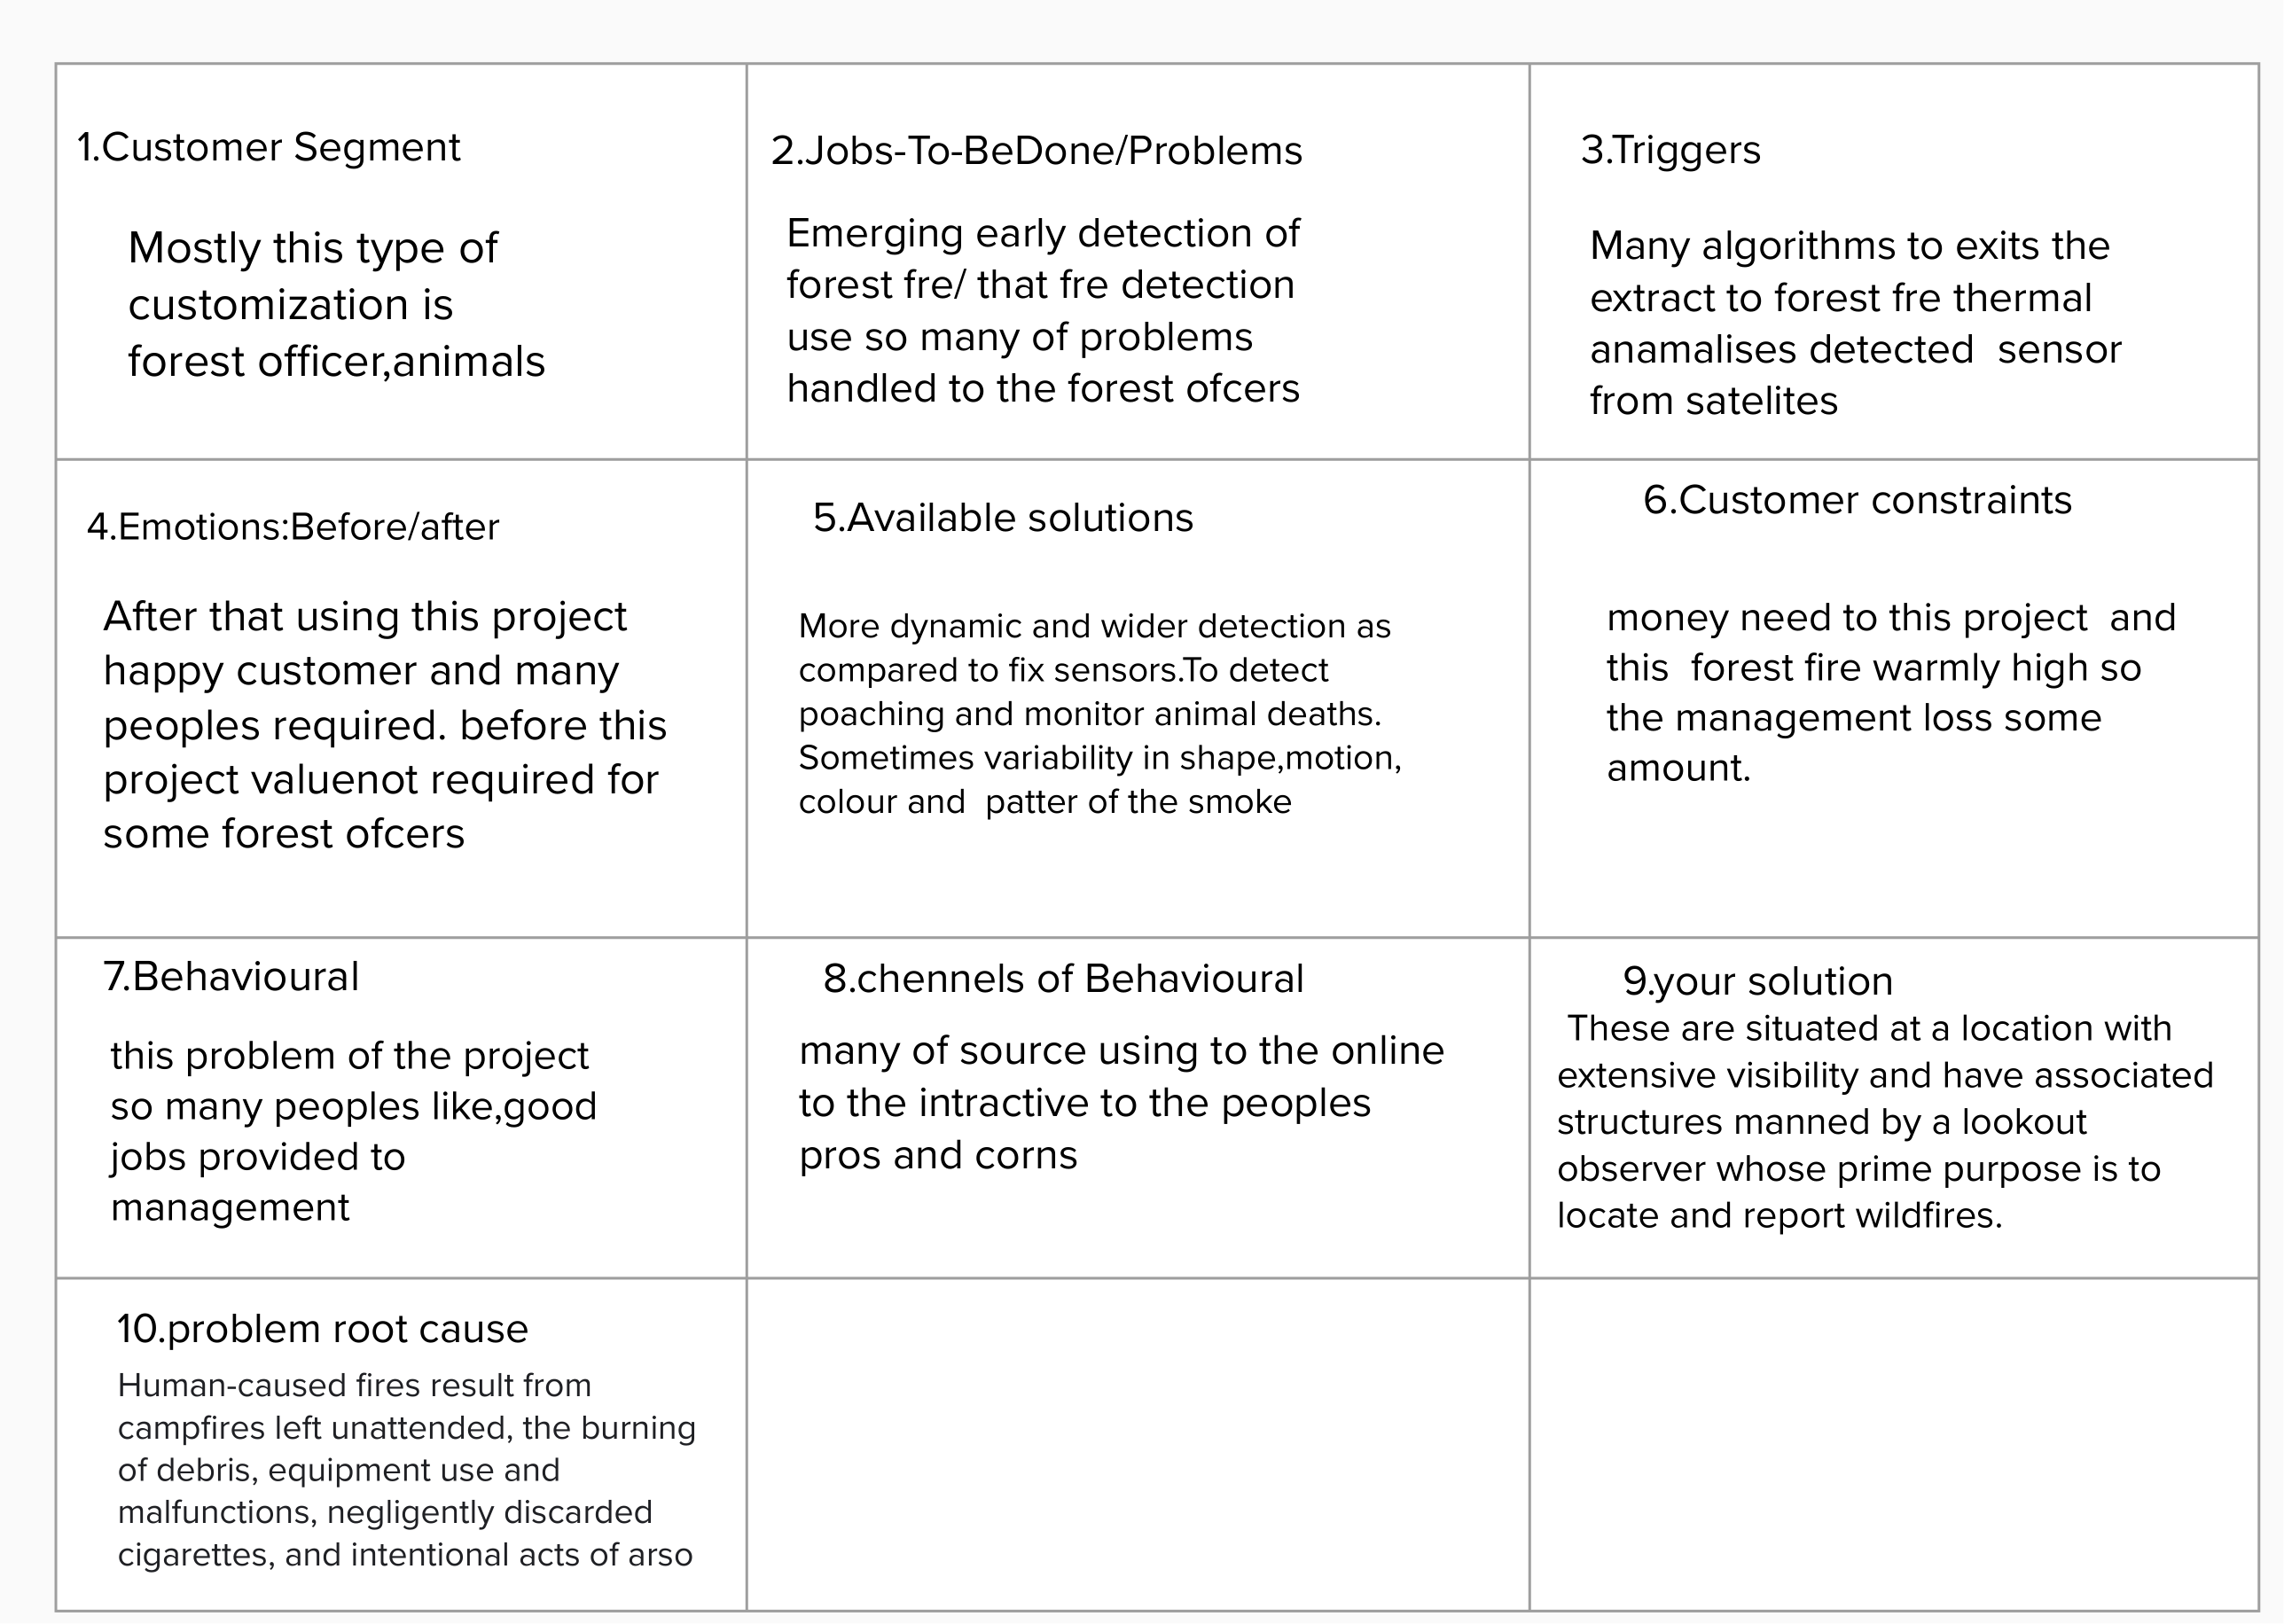 1.Customer Segment
Mostly this type of
customization is
forest officer,animals
2.Jobs-To-BeDone/Problems
Emerging early detection of
forest fre/ that fre detection
use so many of problems
handled to the forest ofcers
3.Triggers
Many algorithms to exits the
extract to forest fre thermal
anamalises detected  sensor
from satelites
4.Emotions:Before/after
After that using this project
happy customer and many
peoples required. before this
project valuenot required for
some forest ofcers
5.Available solutions
More dynamic and wider detection as
compared to fix sensors.To detect
poaching and monitor animal deaths.
Sometimes variability in shape,motion,
colour and  patter of the smoke
6.Customer constraints
money need to this project  and
this  forest fire warmly high so
the management loss some
amount.
7.Behavioural
this problem of the project
so many peoples like,good
jobs provided to
management
8.chennels of Behavioural
many of source using to the online
to the intractive to the peoples
pros and corns
9.your solution
These are situated at a location with
extensive visibility and have associated
structures manned by a lookout
observer whose prime purpose is to
locate and report wildfires.
10.problem root cause
Human-caused fires result from
campfires left unattended, the burning
of debris, equipment use and
malfunctions, negligently discarded
cigarettes, and intentional acts of arso